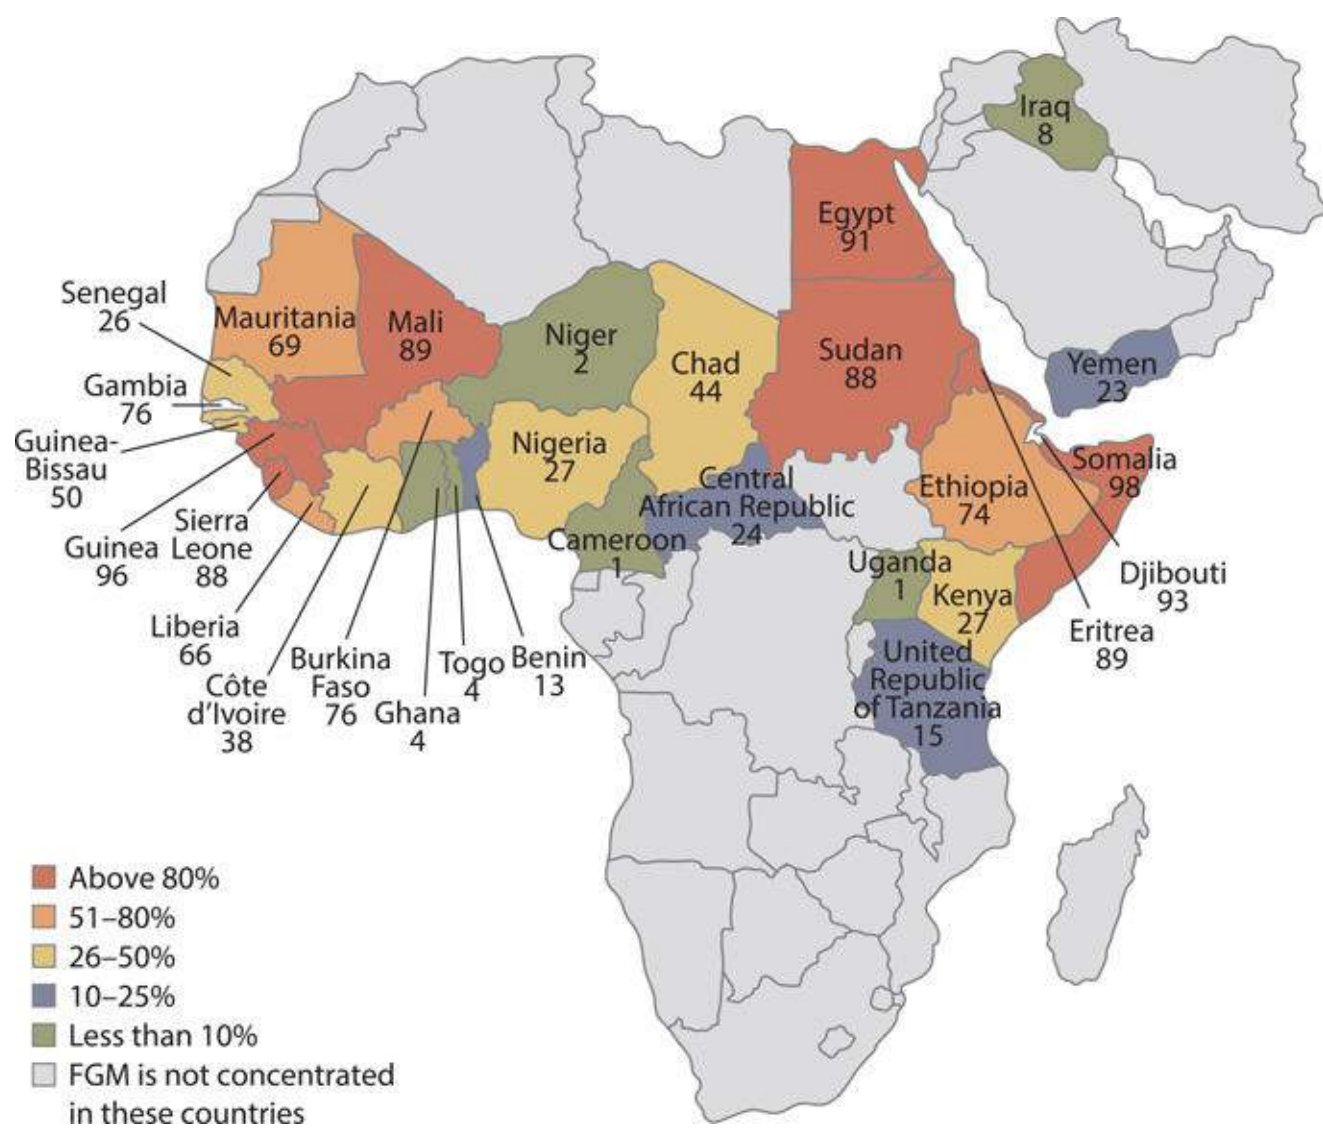 Iraq
8
Egypt
91
Senegal
26
Mauritania
69
Mali
89
Niger
2
Chad
44
Sudan
88
Yemen
23
Gambia
76
Guinea-
Bissau
50
Nigeria
27
Somalia
98
Central
African Republic
24
Ethiopia
74
Guinea
96
Sierra
Leone
88
Cameroon
1
Uganda
1
Kenya
27
Djibouti
93
Eritrea
89
Liberia
66
Côte
d’Ivoire
38
Burkina
Faso
76
Ghana
4
Togo
4
Benin
13
United
Republic
of Tanzania
15
Above 80%
51–80%
26–50%
10–25%
Less than 10%
FGM is not concentrated
in these countries